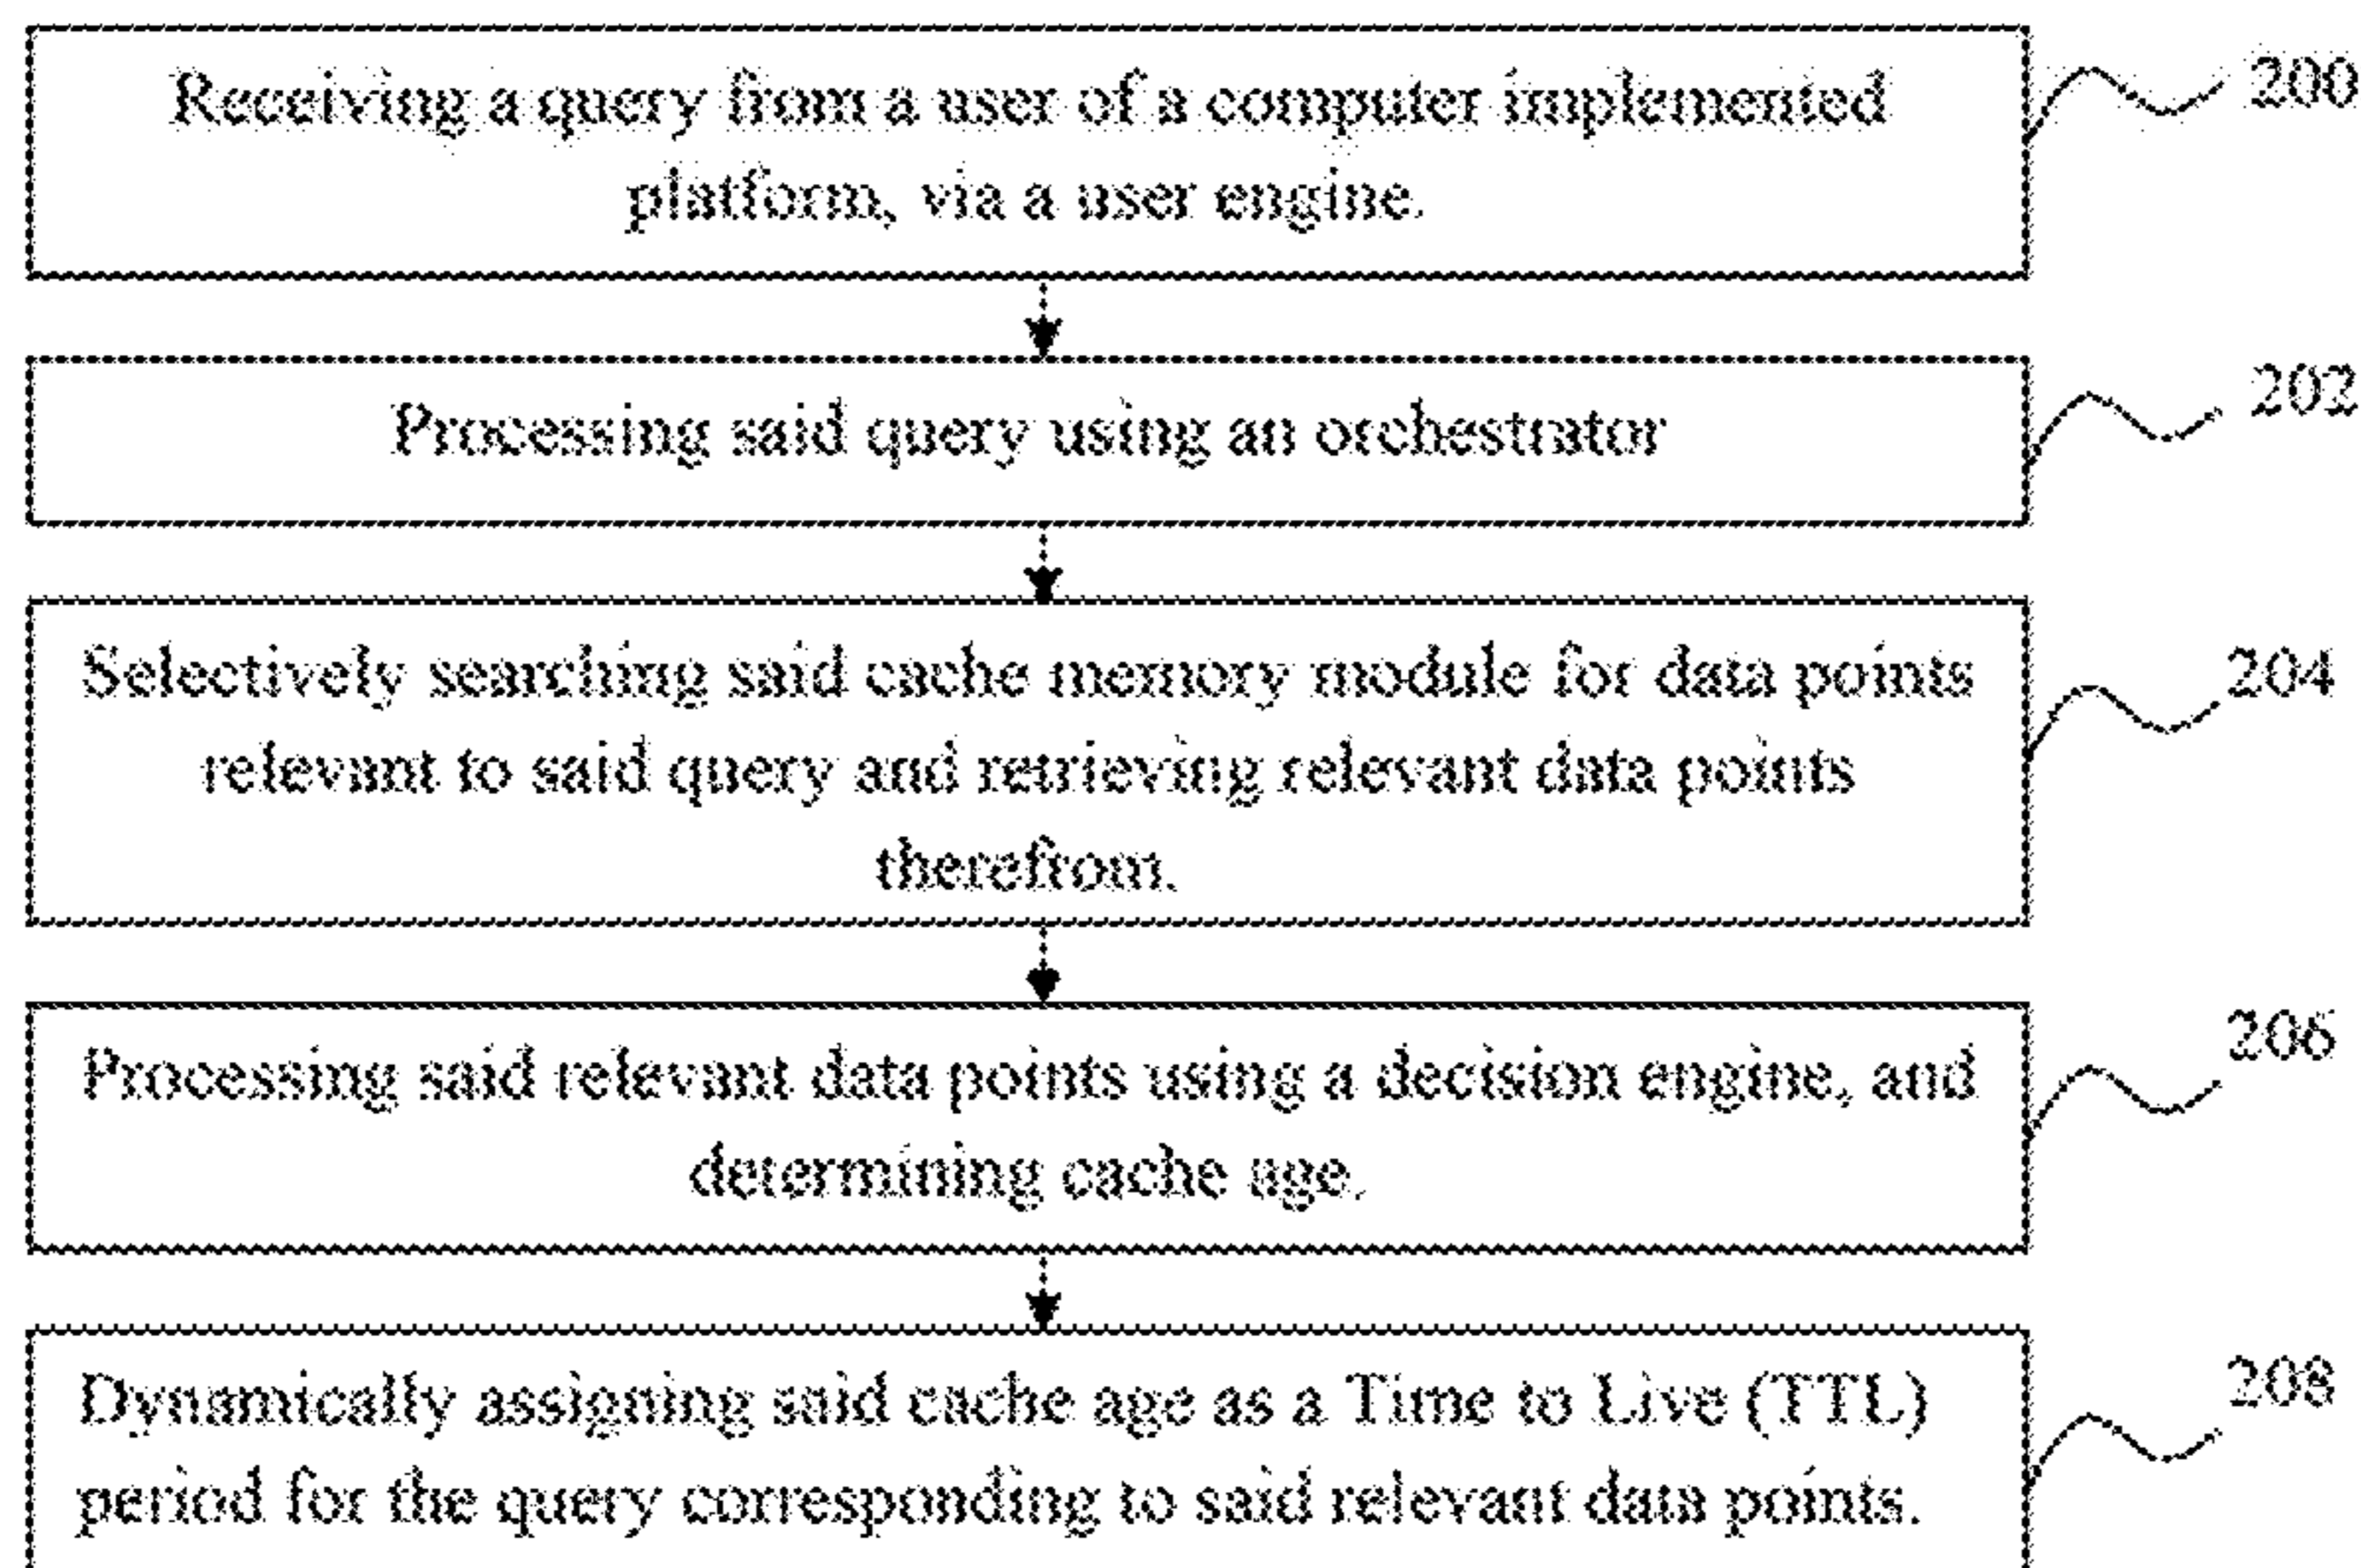 Receiving a query from a user of a computer implemented
platform, via a user engine.
200
Processing said query using an orchestrator
202
Selectively searching said cache memory module for data points
relevant to said query and retrieving relevant data points
therefrom.
204
Processing said relevant data points using a decision engine, and
determining cache age.
206
Dynamically assigning said cache age as a Time to Live (TTL)
period for the query corresponding to said relevant data points.
208